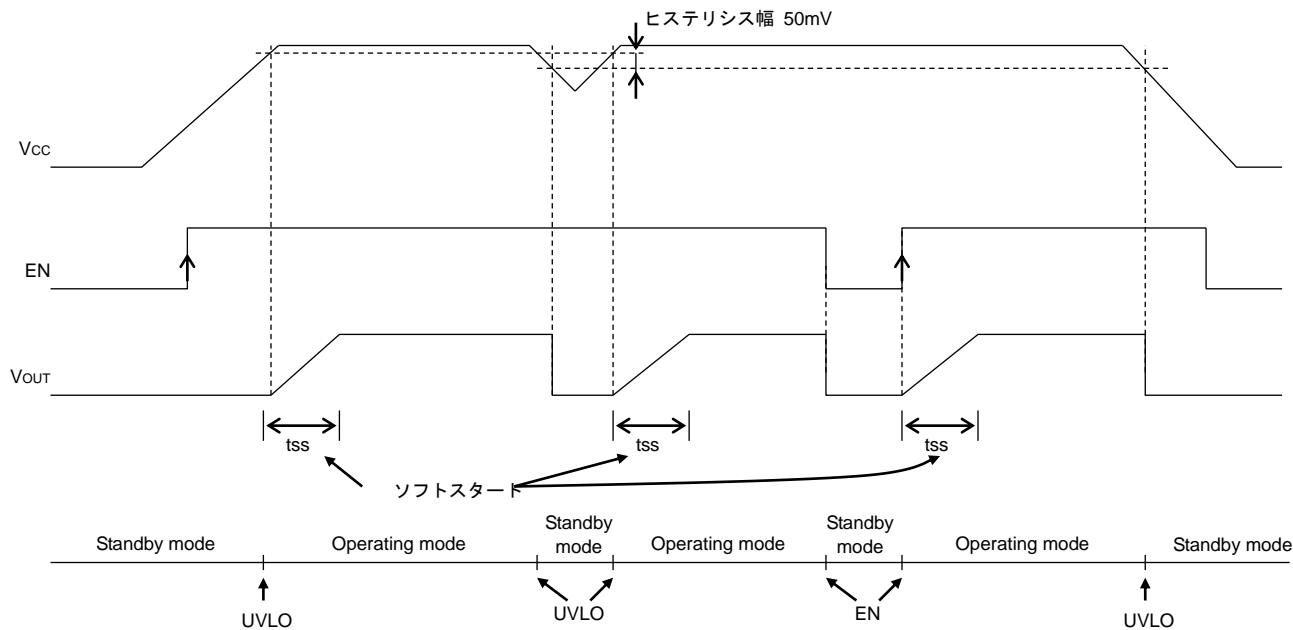 ヒステリシス幅 50mV
VCC
EN
VOUT
tss
tss
tss
ソフトスタート
Standby mode
Operating mode
Standby
mode
Operating mode
Standby
mode
Operating mode
Standby mode
UVLO
UVLO
EN
UVLO